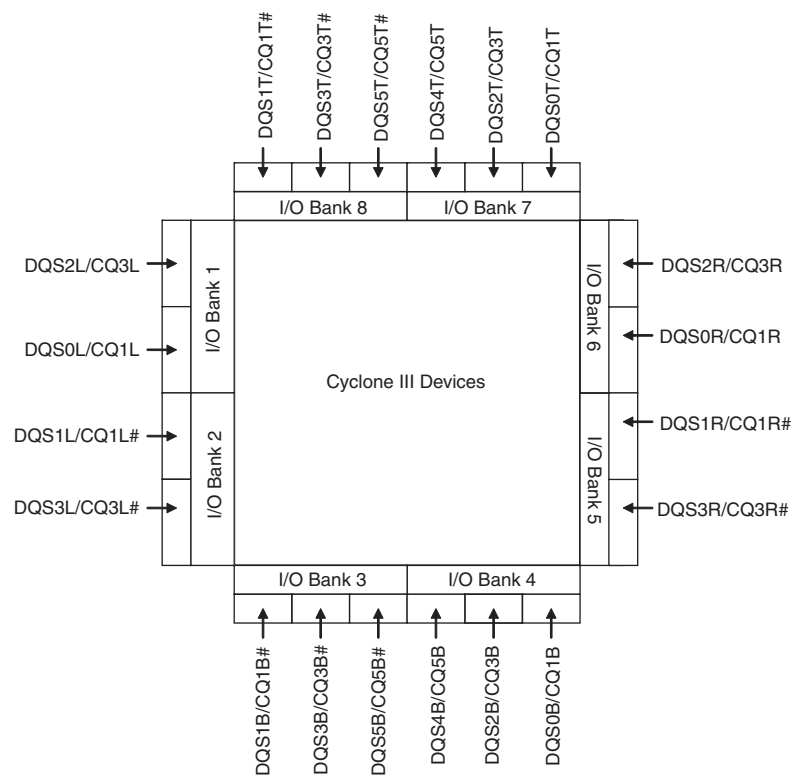 DQS1T/CQ1T#
DQS3T/CQ3T#
DQS5T/CQ5T#
DQS4T/CQ5T
DQS2T/CQ3T
DQS0T/CQ1T
I/O Bank 8
I/O Bank 7
DQS2L/CQ3L
DQS0L/CQ1L
DQS1L/CQ1L#
DQS3L/CQ3L#
I/O Bank 1
I/O Bank 2
Cyclone III Devices
I/O Bank 6
I/O Bank 5
DQS2R/CQ3R
DQS0R/CQ1R
DQS1R/CQ1R#
DQS3R/CQ3R#
I/O Bank 3
I/O Bank 4
DQS1B/CQ1B#
DQS3B/CQ3B#
DQS5B/CQ5B#
DQS4B/CQ5B
DQS2B/CQ3B
DQS0B/CQ1B